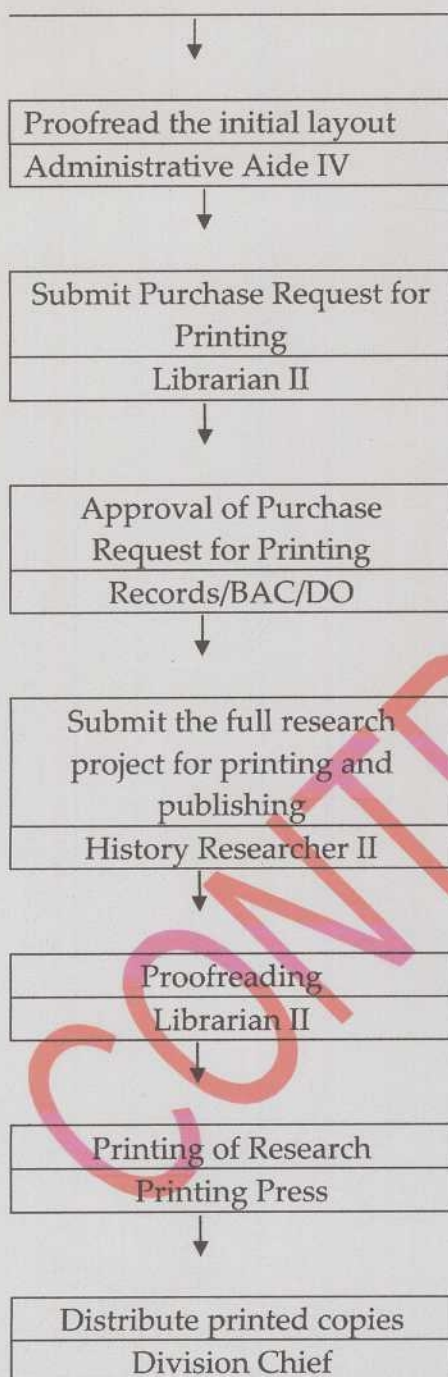 Proofread the initial layout
Administrative Aide IV
Submit Purchase Request for
Printing
Librarian II
Approval of Purchase
Request for Printing
Records/BAC/DO
Submit the full research
project for printing and
publishing
History Researcher II
Proofreading
Librarian II
Printing of Research
Printing Press
Distribute printed copies
Division Chief